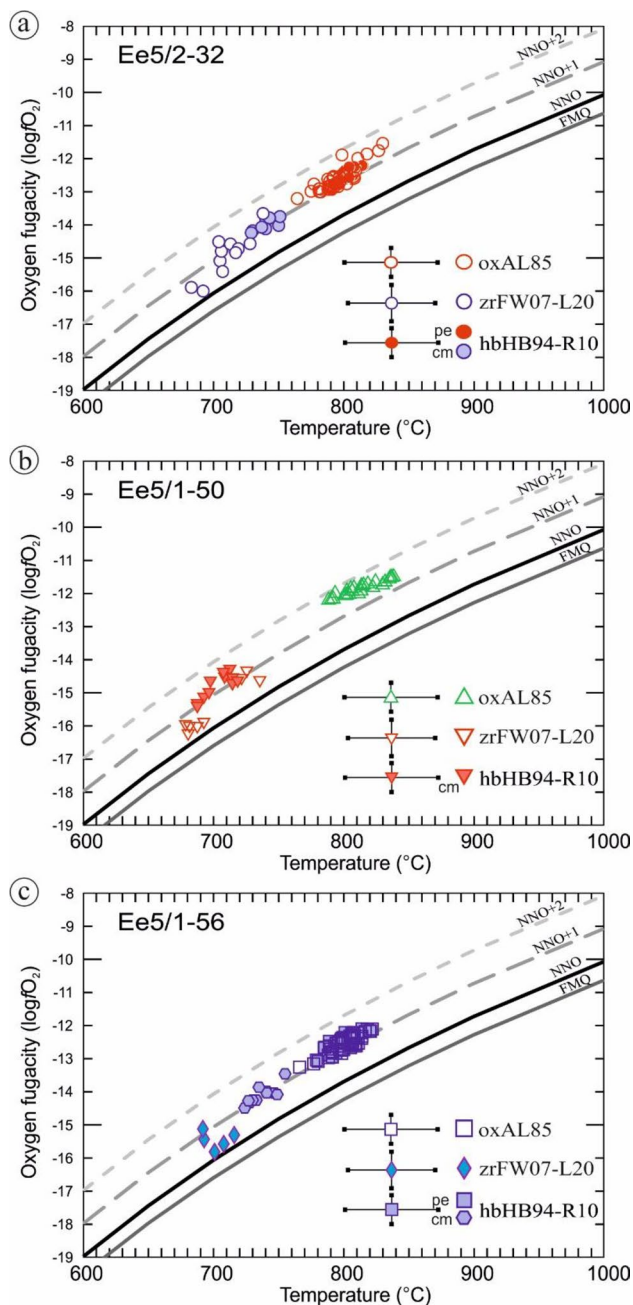 a
Ee5/2-32
-8
-9
-10
-11
-12
-13
-14
-15
-16
-17
-18
-19
Oxygen fugacity (logfO₂)
NNO+2
NNO+1
NNO
FMQ
oxAL85
zrFW07-L20
pe
cm
hbHB94-R10
600 700 800 900 1000
Temperature (°C)
b
Ee5/1-50
-8
-9
-10
-11
-12
-13
-14
-15
-16
-17
-18
-19
Oxygen fugacity (logfO₂)
NNO+2
NNO+1
NNO
FMQ
oxAL85
zrFW07-L20
cm
hbHB94-R10
600 700 800 900 1000
Temperature (°C)
c
Ee5/1-56
-8
-9
-10
-11
-12
-13
-14
-15
-16
-17
-18
-19
Oxygen fugacity (logfO₂)
NNO+2
NNO+1
NNO
FMQ
oxAL85
zrFW07-L20
pe
cm
hbHB94-R10
600 700 800 900 1000
Temperature (°C)